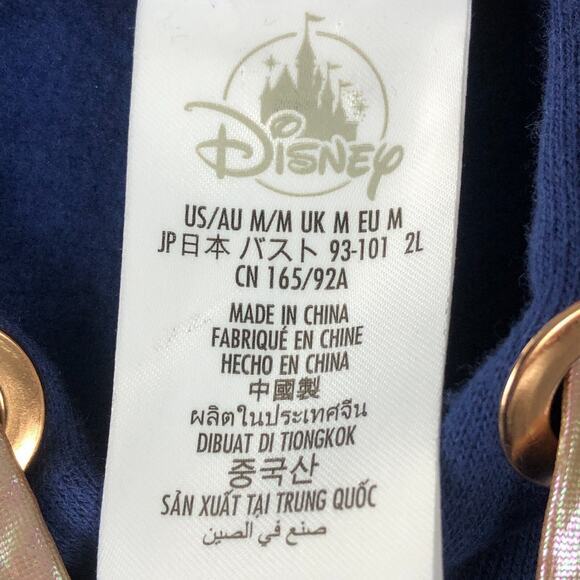 Disney
US/AU M/M UK M EU M
JP 日本 バスト 93-101 2L
CN 165/92A
MADE IN CHINA
FABRIQUÉ EN CHINE
HECHO EN CHINA
中國製
ผลิตในประเทศจีน
DIBUAT DI TIONGKOK
중국산
SẢN XUẤT TẠI TRUNG QUỐC
صنع في الصين